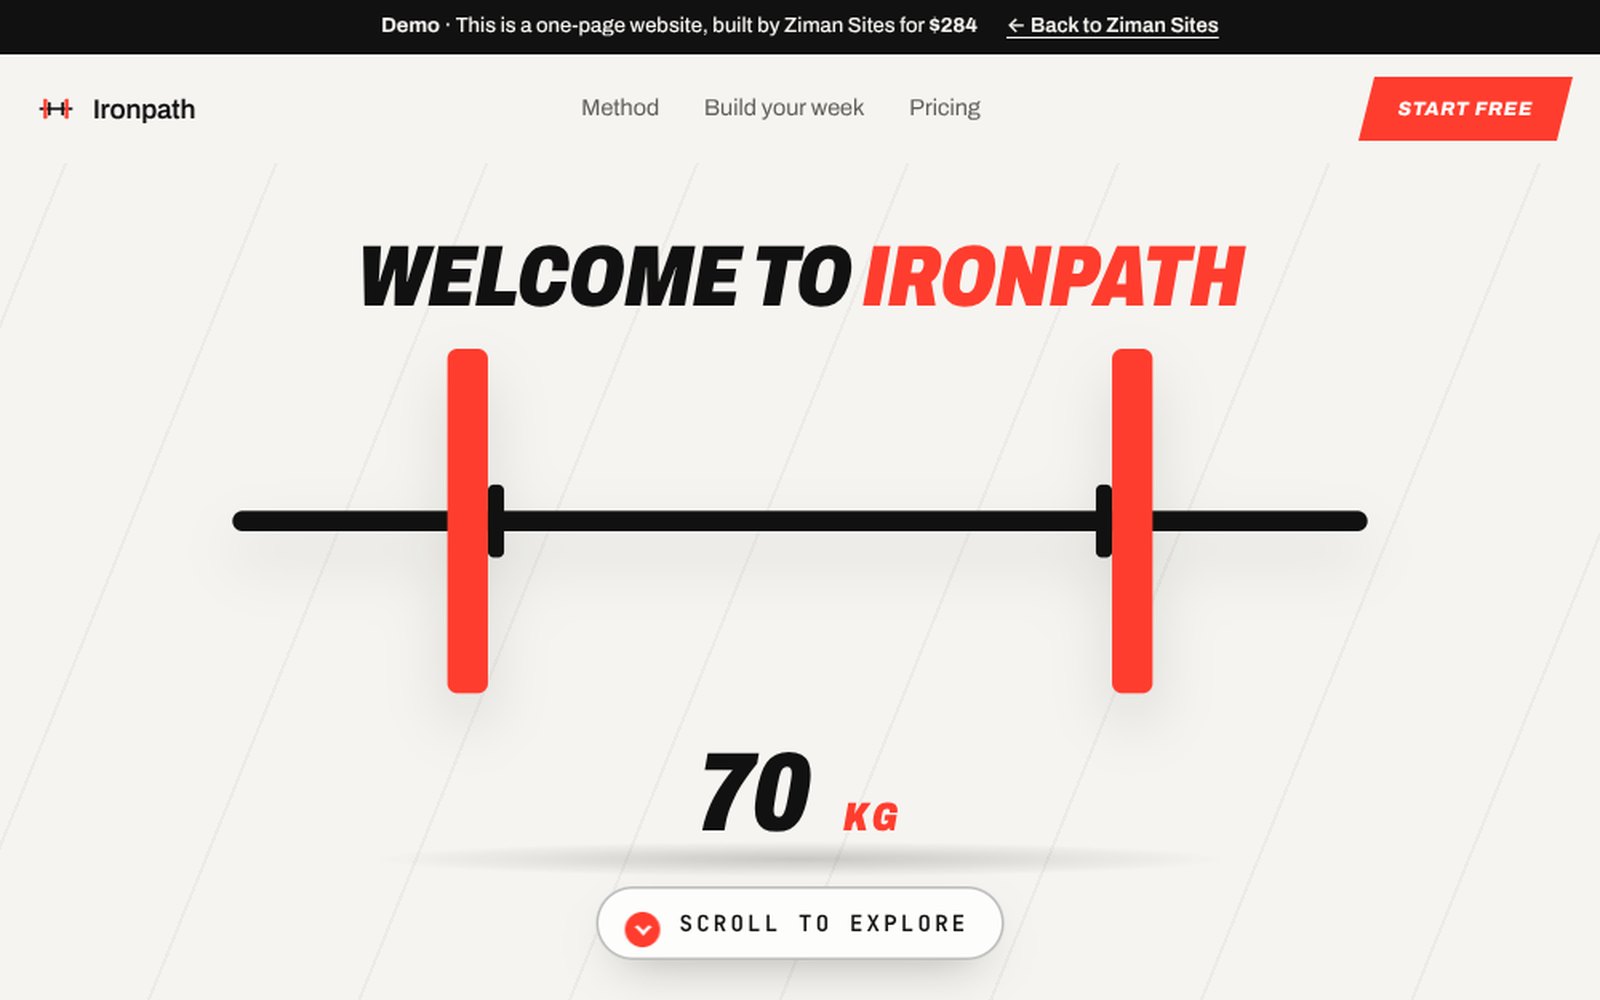 Demo · This is a one-page website, built by Ziman Sites for $284 ← Back to Ziman Sites
Ironpath
Method Build your week Pricing
START FREE
WELCOME TO IRONPATH
70 KG
SCROLL TO EXPLORE